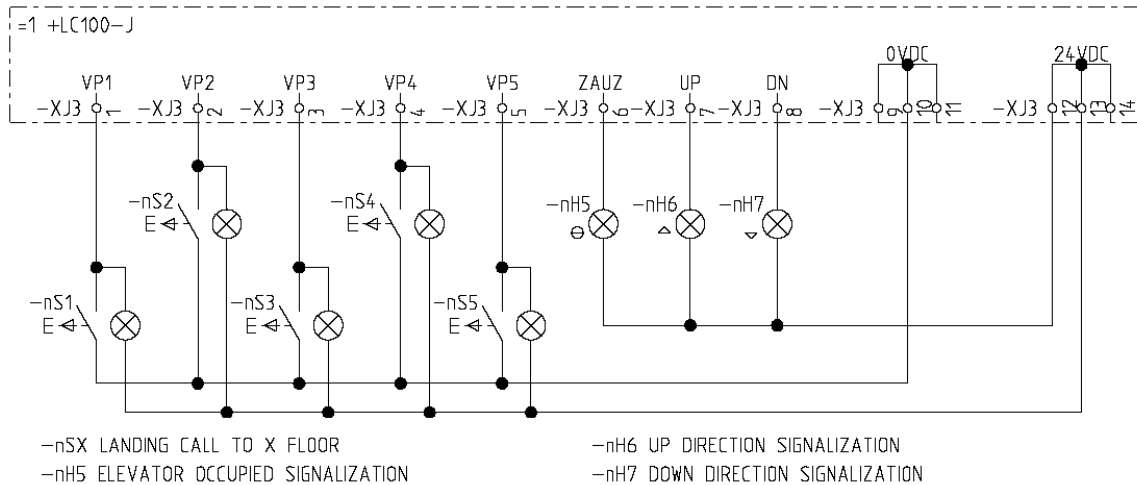 =1 +LC100-J
0VDC 24VDC
VP1 VP2 VP3 VP4 VP5 ZAUZ UP DN
-XJ3 1 -XJ3 2 -XJ3 3 -XJ3 4 -XJ3 5 -XJ3 6 -XJ3 7 -XJ3 8 -XJ3 9 10 11 -XJ3 12 13 14
-nS2 -nS4 -nH5 -nH6 -nH7
E E
-nS1 -nS3 -nS5
E E E
-nSX LANDING CALL TO X FLOOR
-nH5 ELEVATOR OCCUPIED SIGNALIZATION
-nH6 UP DIRECTION SIGNALIZATION
-nH7 DOWN DIRECTION SIGNALIZATION